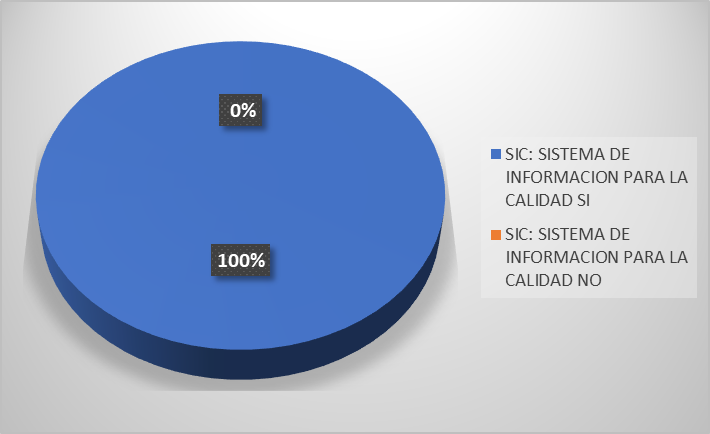 0%
100%
SIC: SISTEMA DE
INFORMACION PARA LA
CALIDAD SI
SIC: SISTEMA DE
INFORMACION PARA LA
CALIDAD NO